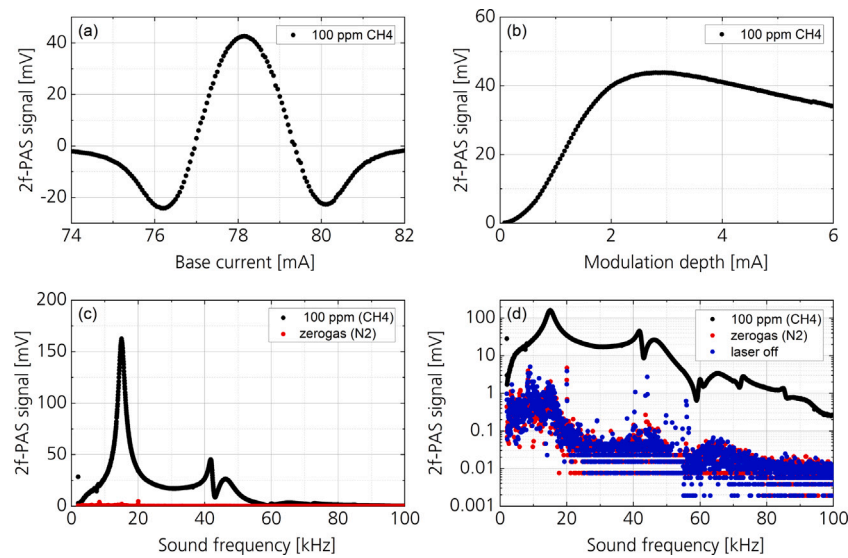 (a)
100 ppm CH4
2f-PAS signal [mV]
40
20
0
-20
74
76
78
80
82
Base current [mA]
(b)
100 ppm CH4
2f-PAS signal [mV]
60
40
20
0
0
2
4
6
Modulation depth [mA]
(c)
100 ppm (CH4)
zerogas (N2)
2f-PAS signal [mV]
200
150
100
50
0
0
20
40
60
80
100
Sound frequency [kHz]
(d)
100 ppm (CH4)
zerogas (N2)
laser off
2f-PAS signal [mV]
100
10
1
0.1
0.01
0.001
0
20
40
60
80
100
Sound frequency [kHz]